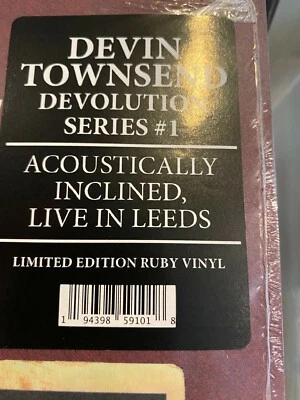 DEVIN
TOWNSEND
DEVOLUTION
SERIES #1
ACOUSTICALLY
INCLINED,
LIVE IN LEEDS
LIMITED EDITION RUBY VINYL
1 94398 59101 8